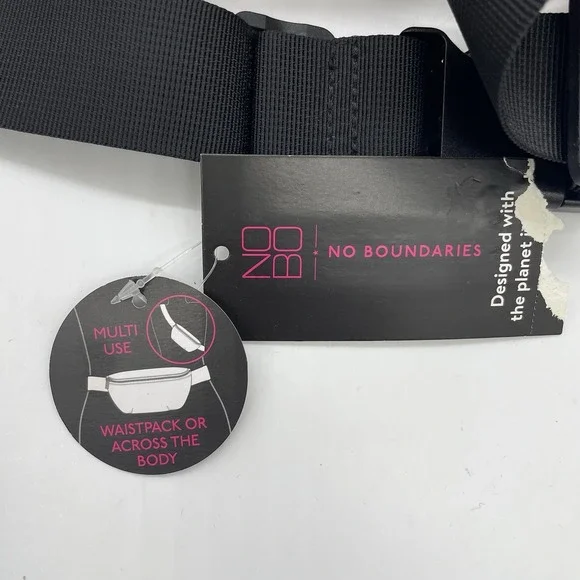 NO
BO
NO BOUNDARIES
Designed with
the planet
MULTI
USE
WAISTPACK OR
ACROSS THE
BODY